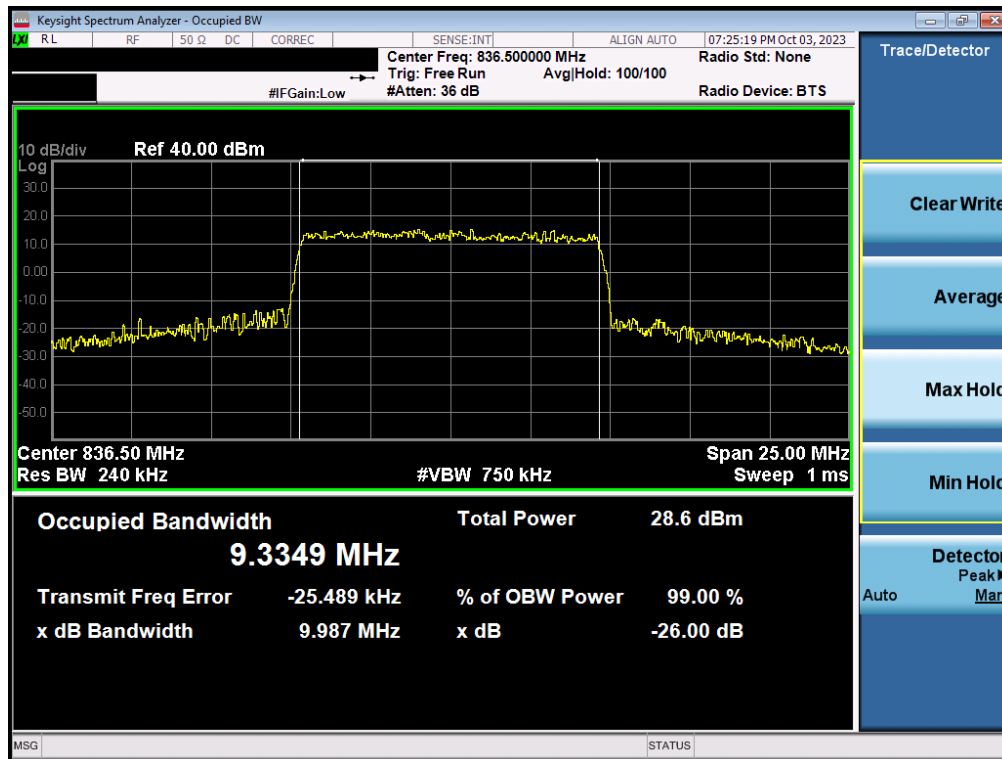 Keysight Spectrum Analyzer - Occupied BW
LXI RL RF 50 Ω DC CORREC SENSE:INT ALIGN AUTO 07:25:19 PM Oct 03, 2023
Center Freq: 836.500000 MHz Radio Std: None
Trig: Free Run Avg|Hold: 100/100
#IFGain:Low #Atten: 36 dB Radio Device: BTS
Trace/Detector
10 dB/div Ref 40.00 dBm
Log
30.0
20.0
10.0
0.00
-10.0
-20.0
-30.0
-40.0
-50.0
Center 836.50 MHz Span 25.00 MHz
Res BW 240 kHz #VBW 750 kHz Sweep 1 ms
Occupied Bandwidth Total Power 28.6 dBm
9.3349 MHz
Transmit Freq Error -25.489 kHz % of OBW Power 99.00 %
x dB Bandwidth 9.987 MHz x dB -26.00 dB
Clear Write
Average
Max Hold
Min Hold
Detector
Peak
Auto Man
MSG STATUS